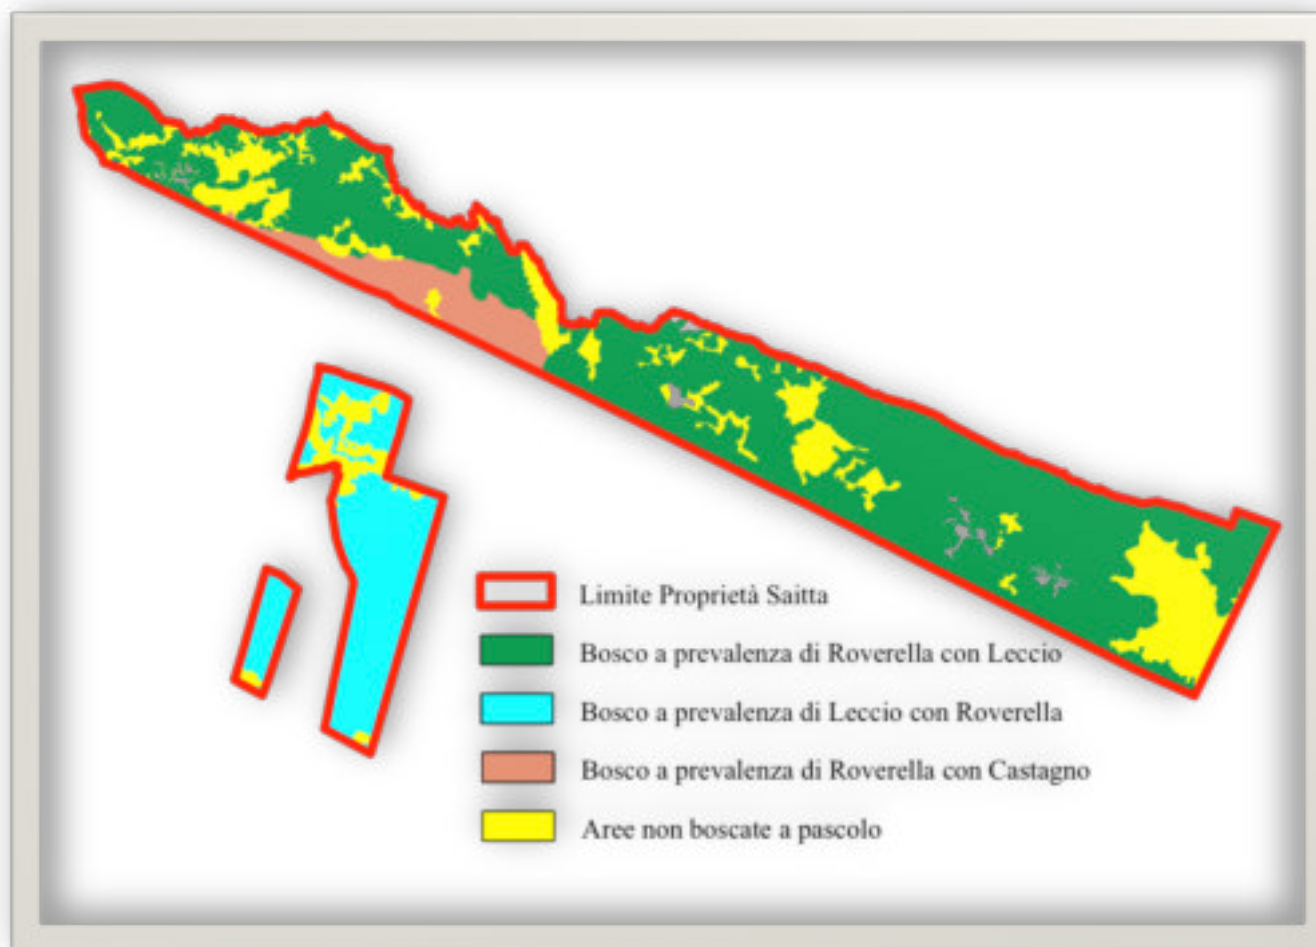 Limite Proprietà Saitta
Bosco a prevalenza di Roverella con Leccio
Bosco a prevalenza di Leccio con Roverella
Bosco a prevalenza di Roverella con Castagno
Aree non boscate a pascolo